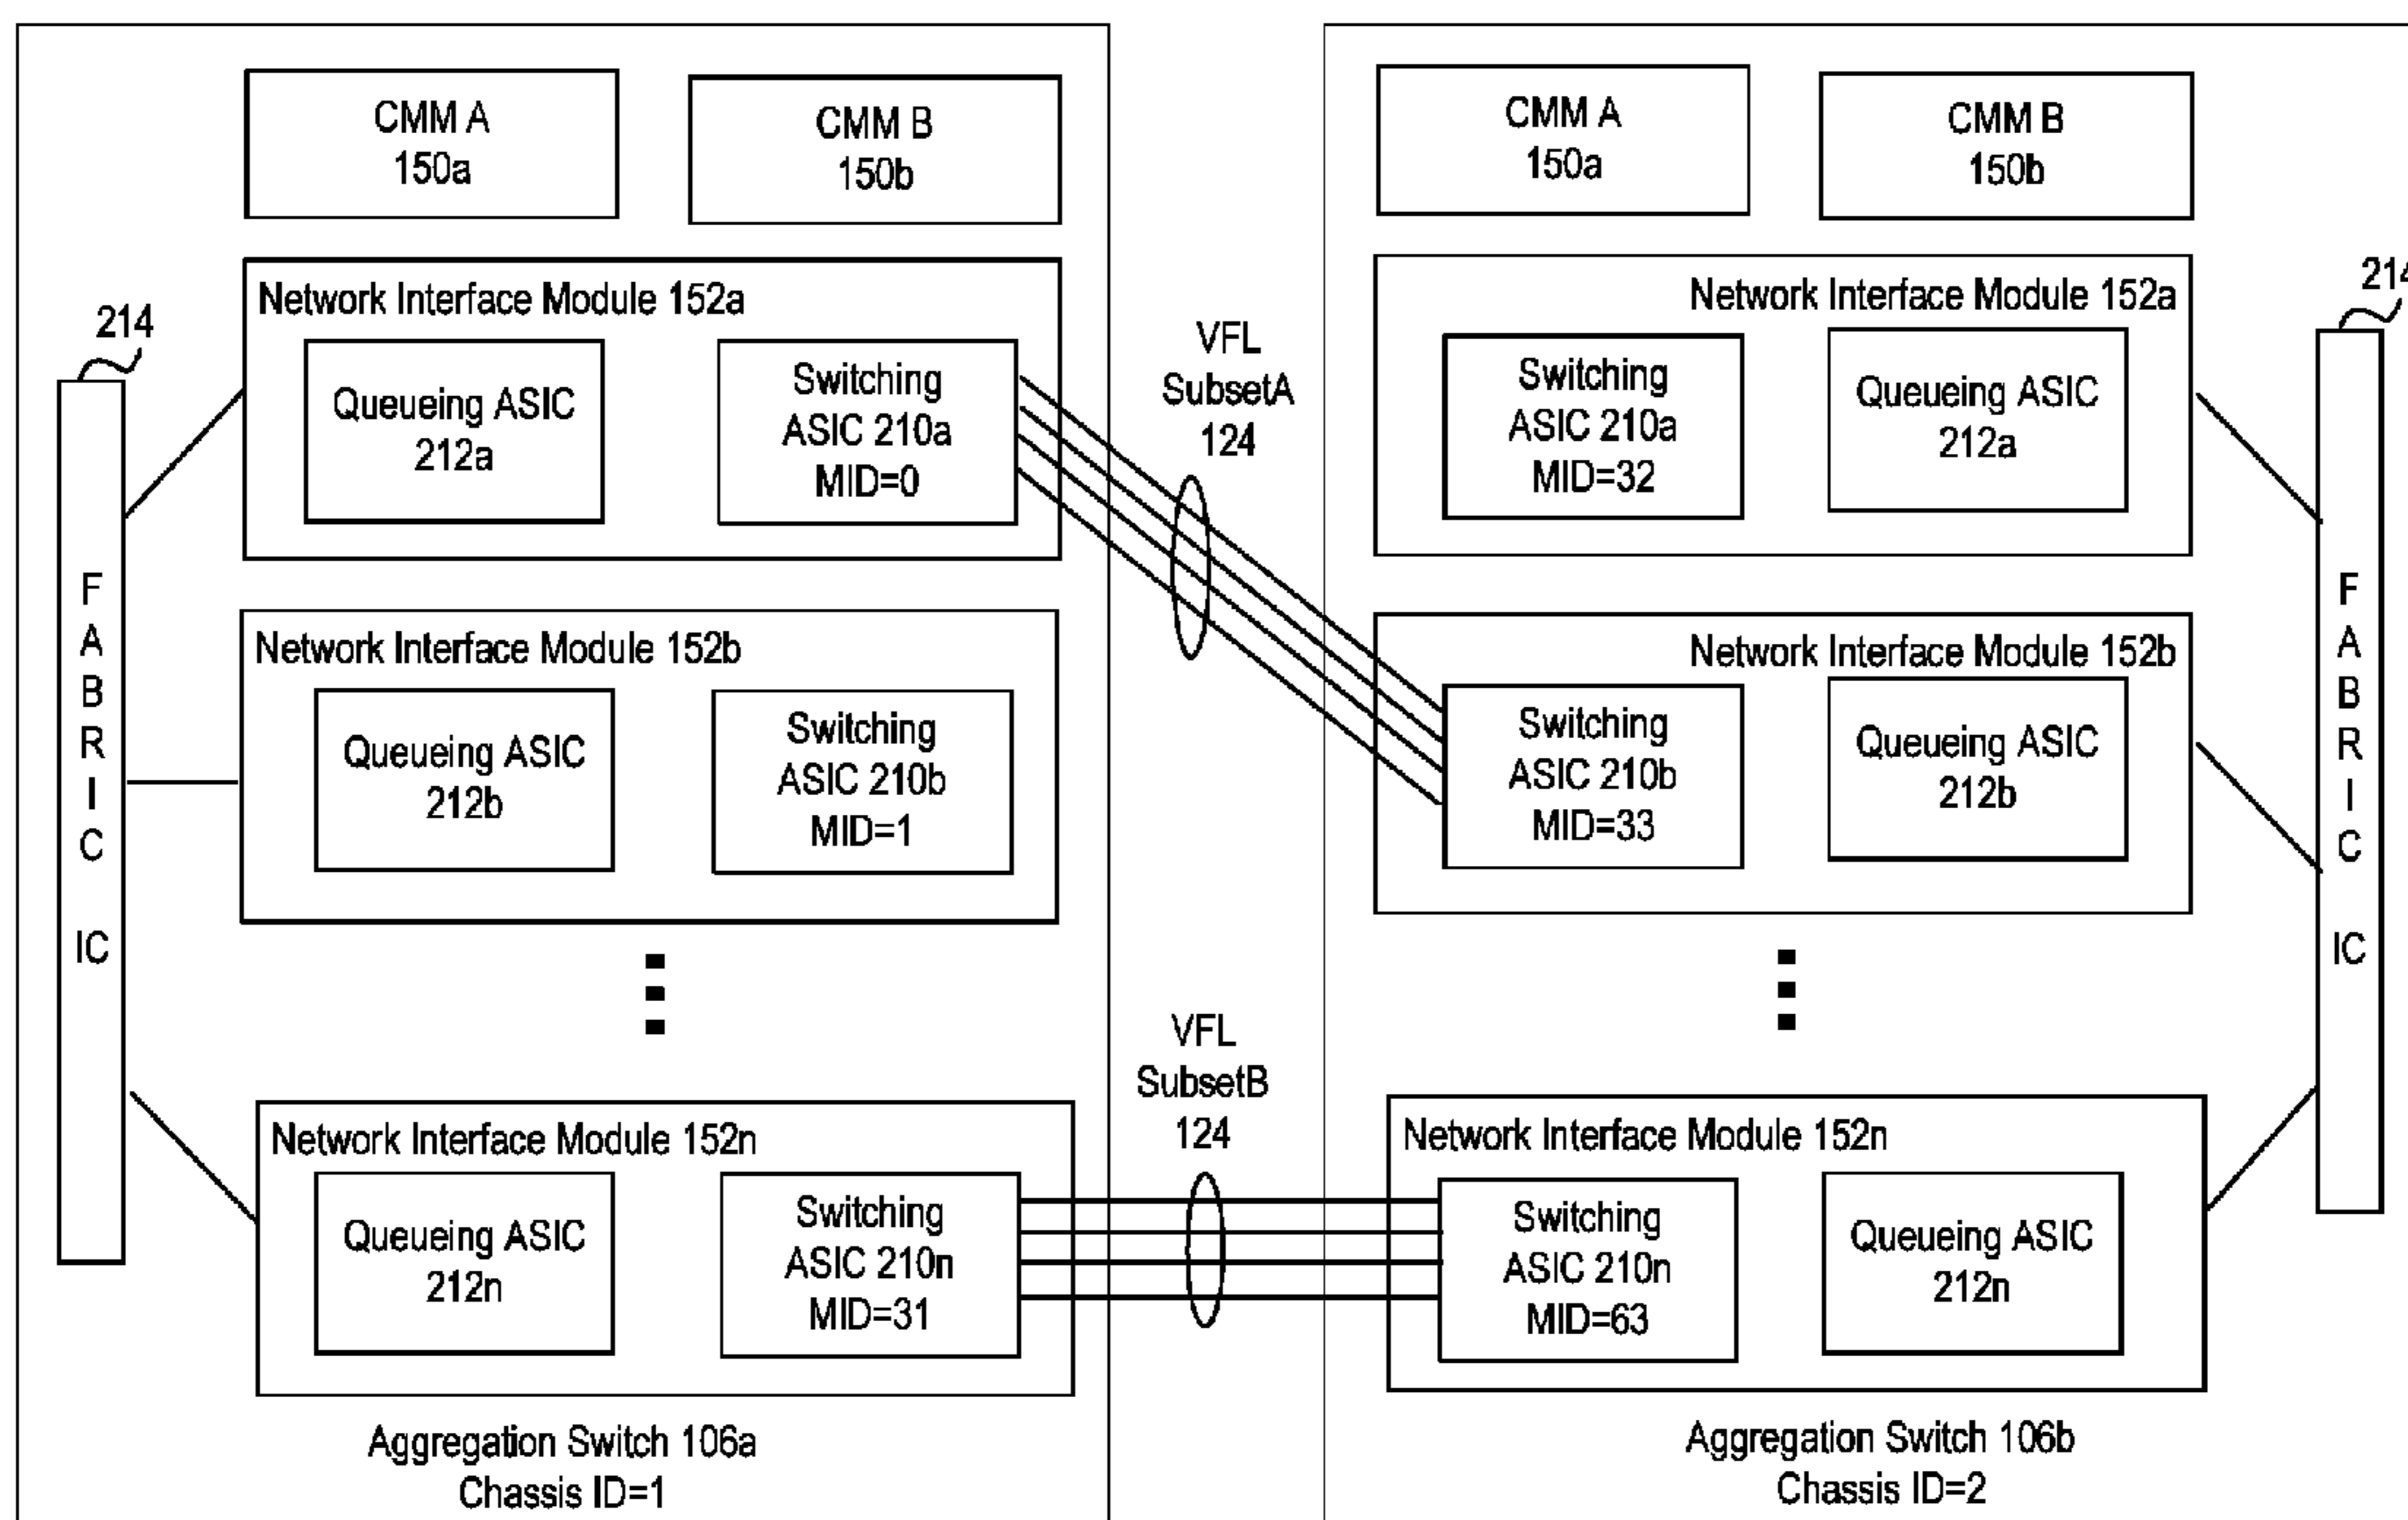 CMM A
150a
CMM B
150b
214
FABRIC IC
Network Interface Module 152a
Queueing ASIC
212a
Switching
ASIC 210a
MID=0
Network Interface Module 152b
Queueing ASIC
212b
Switching
ASIC 210b
MID=1
Network Interface Module 152n
Queueing ASIC
212n
Switching
ASIC 210n
MID=31
Aggregation Switch 106a
Chassis ID=1
VFL
SubsetA
124
VFL
SubsetB
124
CMM A
150a
CMM B
150b
Network Interface Module 152a
Switching
ASIC 210a
MID=32
Queueing ASIC
212a
Network Interface Module 152b
Switching
ASIC 210b
MID=33
Queueing ASIC
212b
Network Interface Module 152n
Switching
ASIC 210n
MID=63
Queueing ASIC
212n
214
FABRIC IC
Aggregation Switch 106b
Chassis ID=2